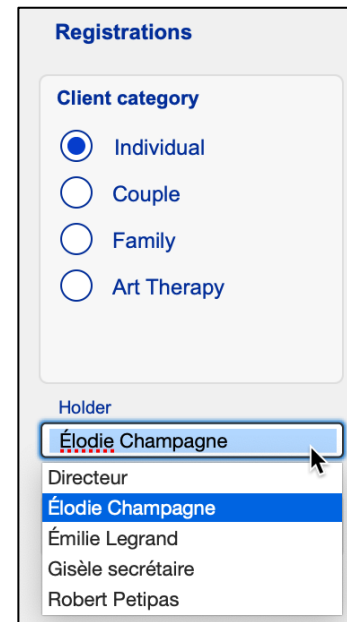 Registrations
Client category
Individual
Couple
Family
Art Therapy
Holder
Élodie Champagne
Directeur
Élodie Champagne
Émilie Legrand
Gisèle secrétaire
Robert Petipas